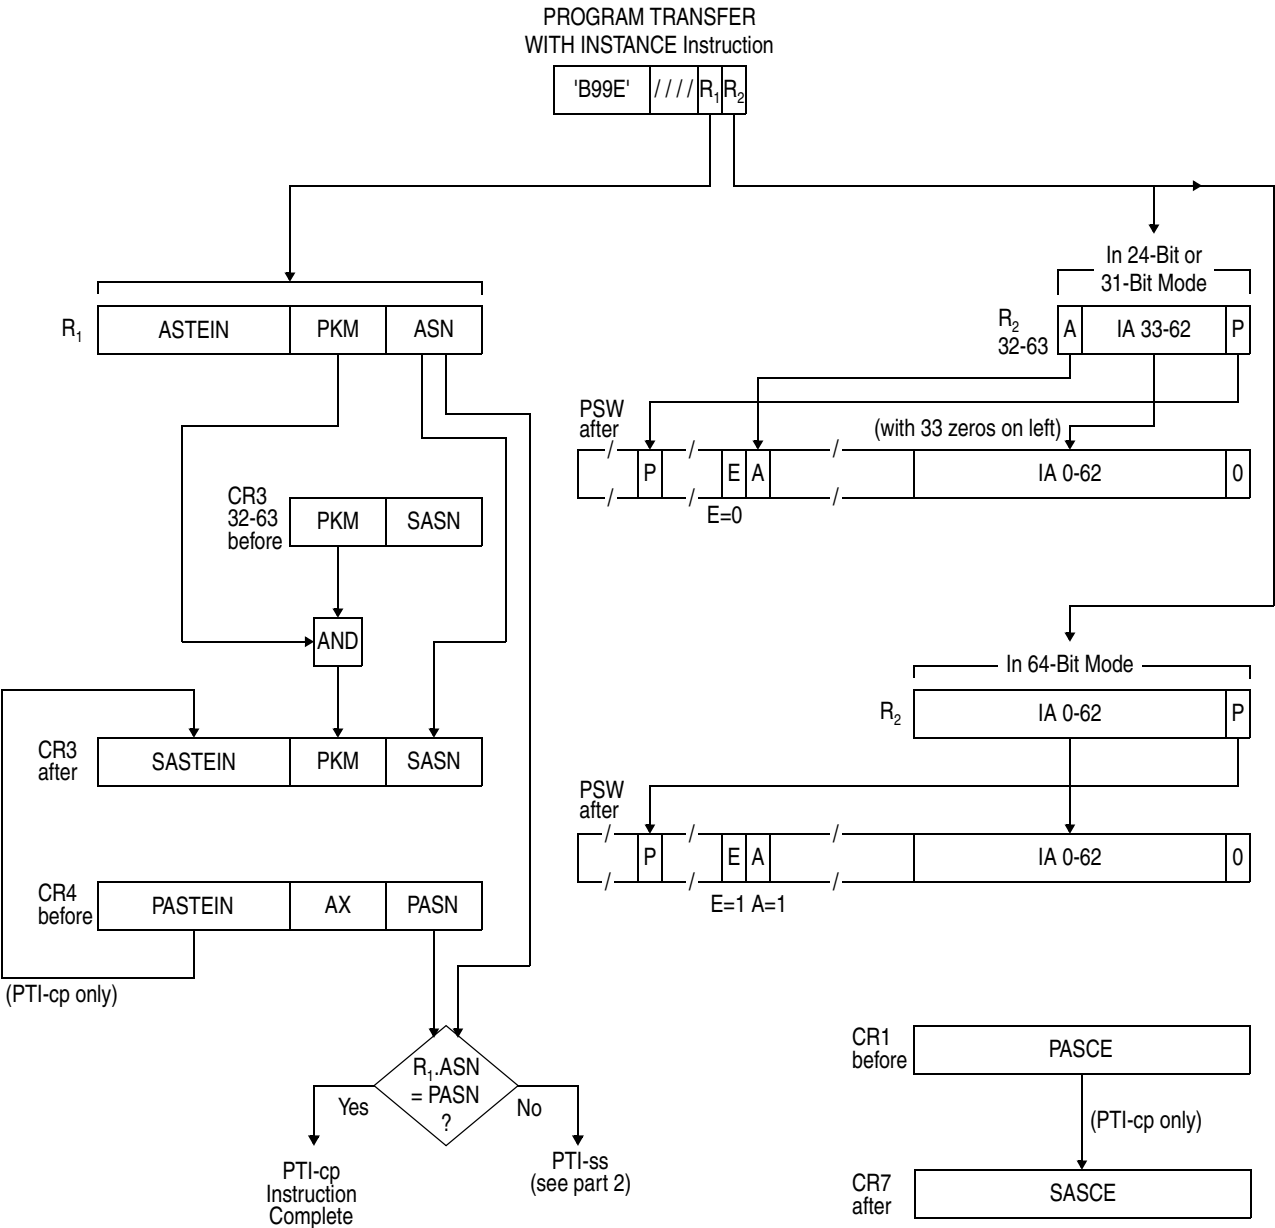 PROGRAM TRANSFER
WITH INSTANCE Instruction
'B99E' //// R1 R2
In 24-Bit or
31-Bit Mode
R1 ASTEIN PKM ASN
R2
32-63
A IA 33-62 P
PSW
after
(with 33 zeros on left)
P E A IA 0-62 0
E=0
CR3
32-63
before
PKM SASN
AND
In 64-Bit Mode
R2 IA 0-62 P
CR3
after
SASTEIN PKM SASN
PSW
after
P E A IA 0-62 0
E=1 A=1
CR4
before
PASTEIN AX PASN
(PTI-cp only)
R1.ASN
= PASN
?
Yes
No
PTI-cp
Instruction
Complete
PTI-ss
(see part 2)
CR1
before
PASCE
(PTI-cp only)
CR7
after
SASCE